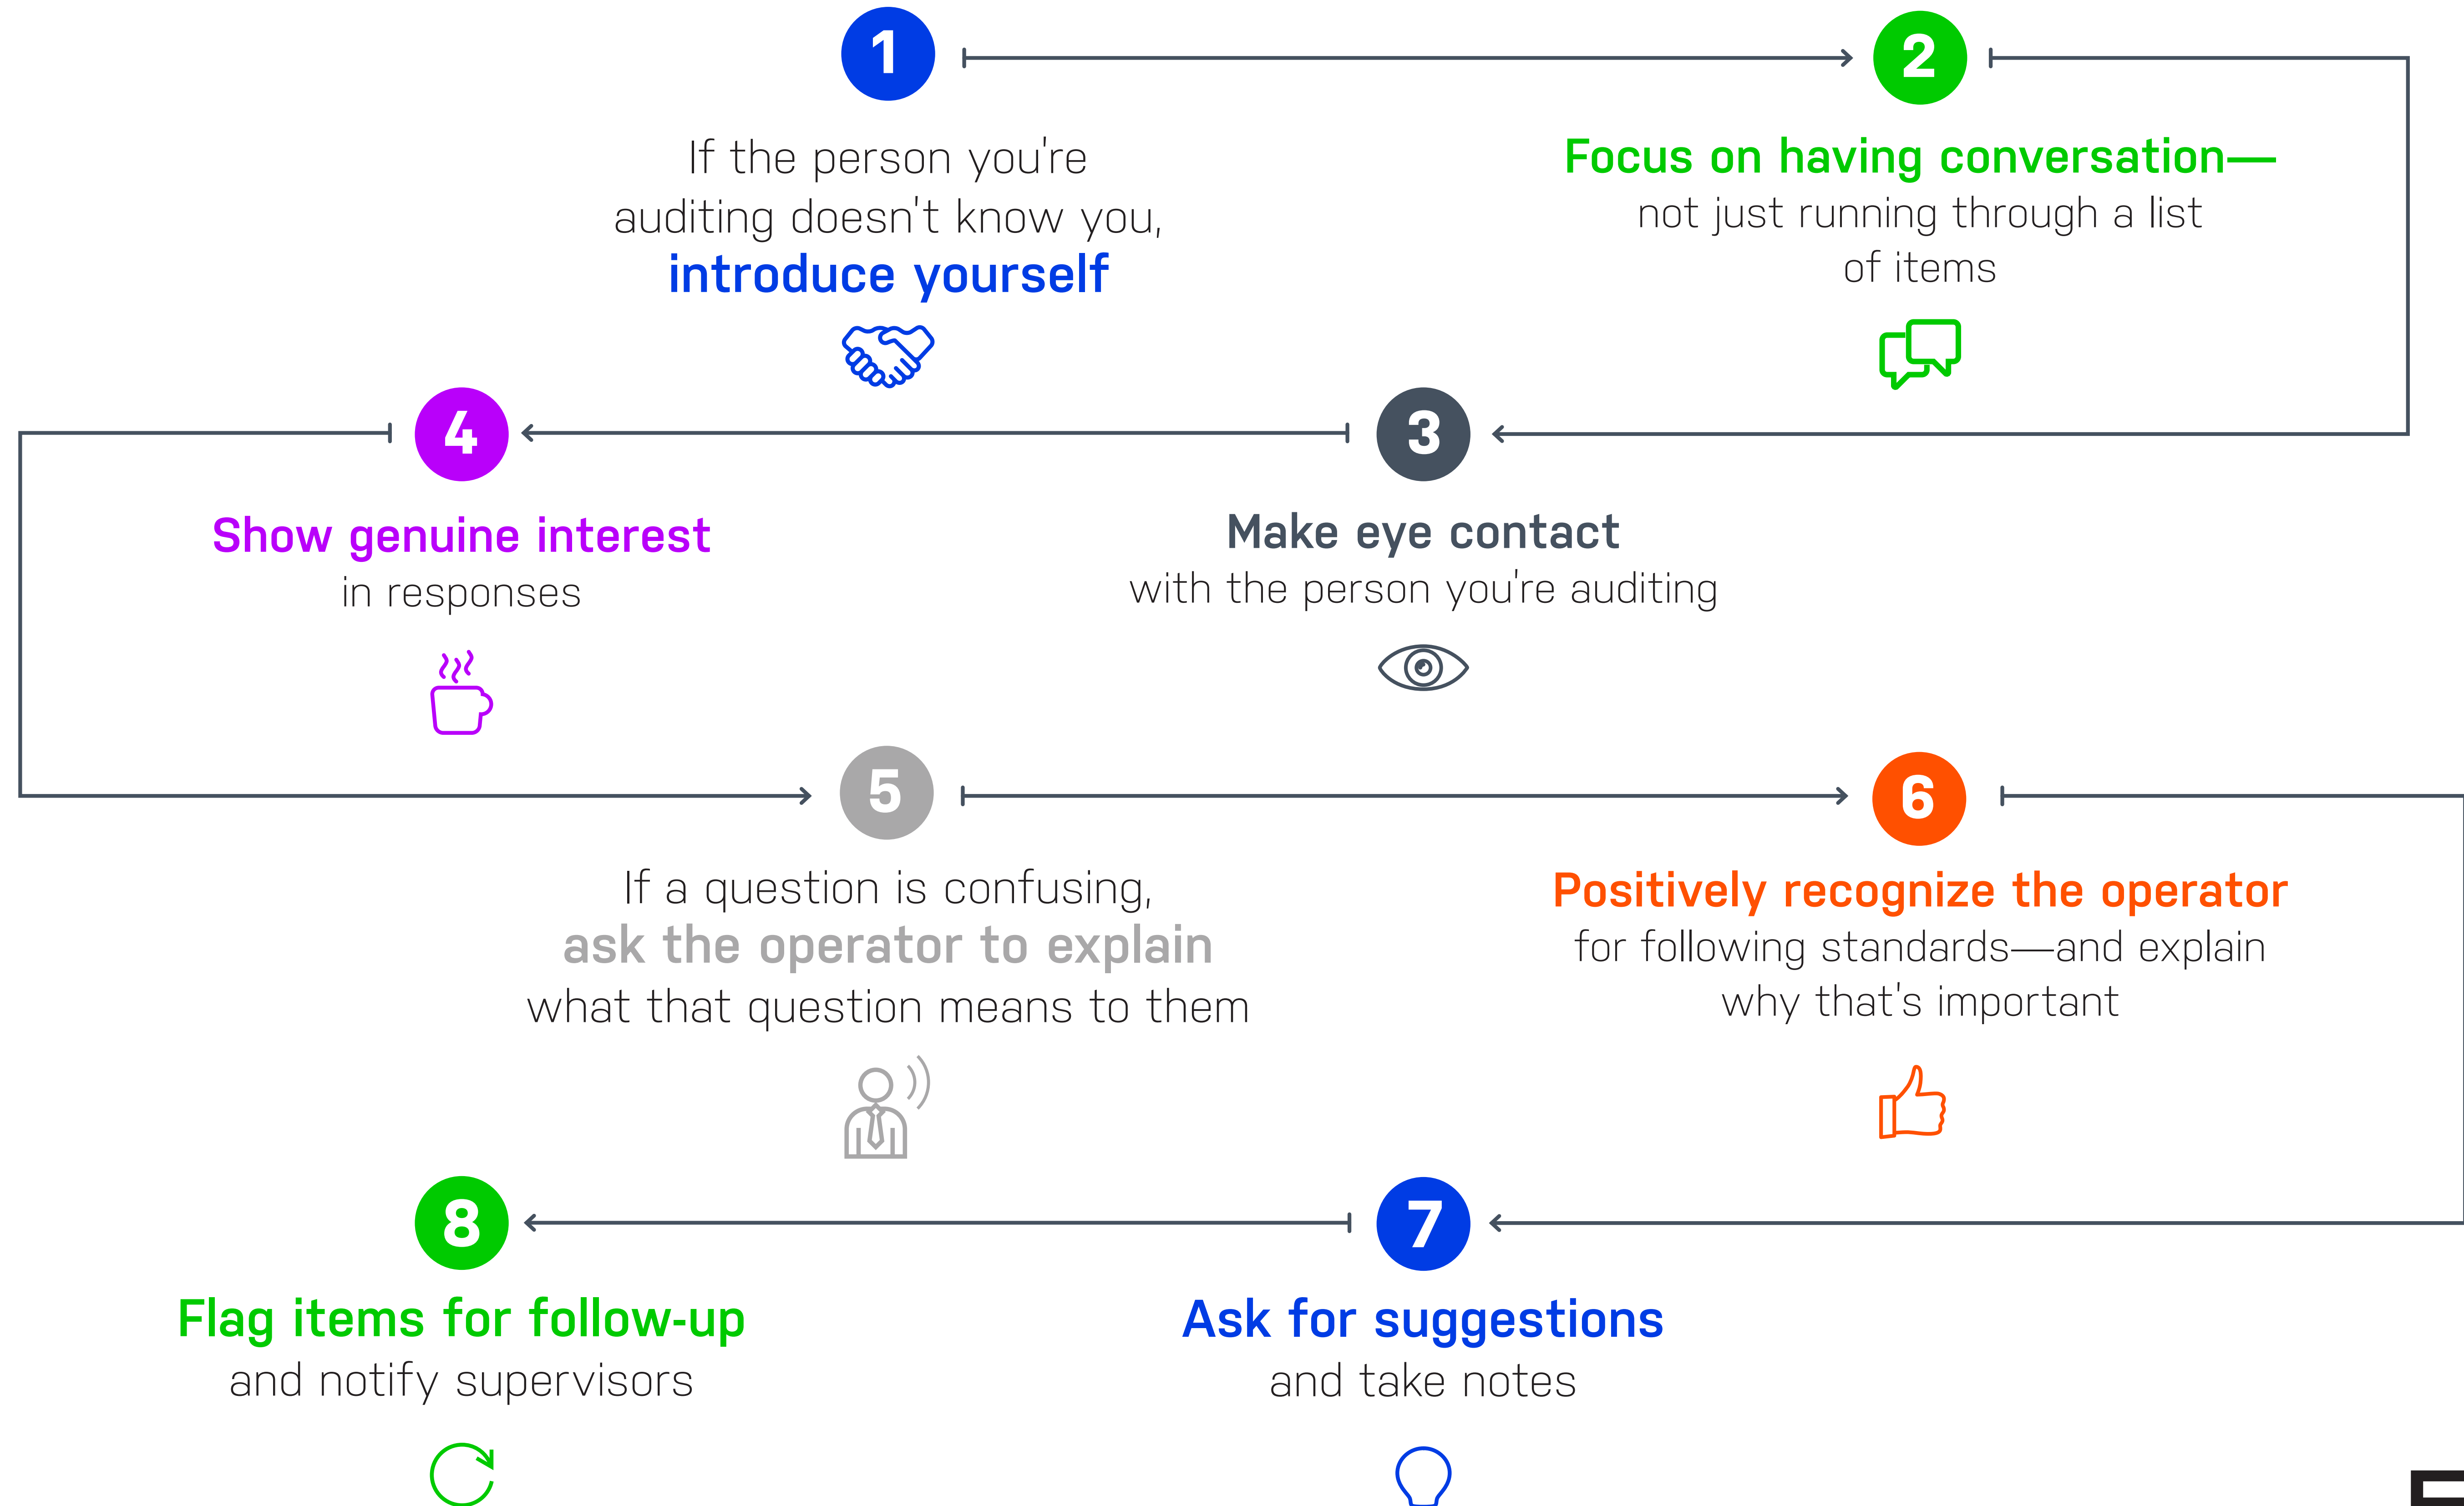 1
If the person you're
auditing doesn't know you,
introduce yourself
2
Focus on having conversation—
not just running through a list
of items
3
Make eye contact
with the person you're auditing
4
Show genuine interest
in responses
5
If a question is confusing,
ask the operator to explain
what that question means to them
6
Positively recognize the operator
for following standards—and explain
why that's important
7
Ask for suggestions
and take notes
8
Flag items for follow-up
and notify supervisors